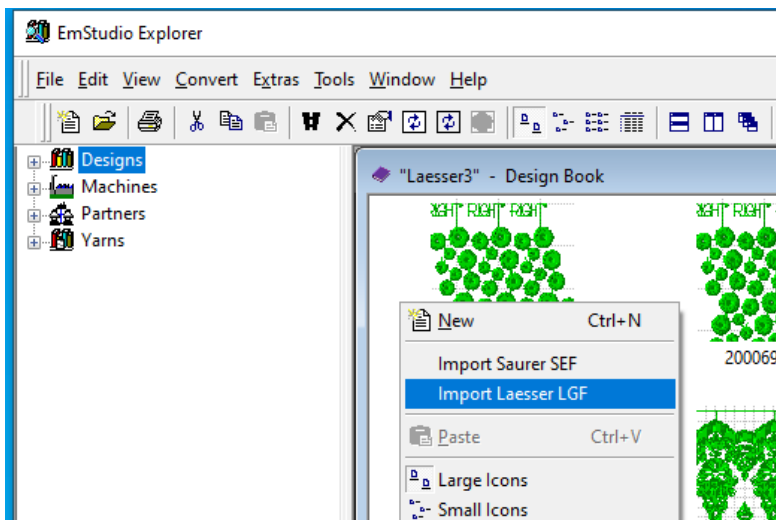 EmStudio Explorer
File Edit View Convert Extras Tools Window Help
Designs
Machines
Partners
Yarns
"Laesser3" - Design Book
RIGHT RIGHT
RIGHT
New Ctrl+N
Import Saurer SEF
Import Laesser LGF
Paste Ctrl+V
Large Icons
Small Icons
200069